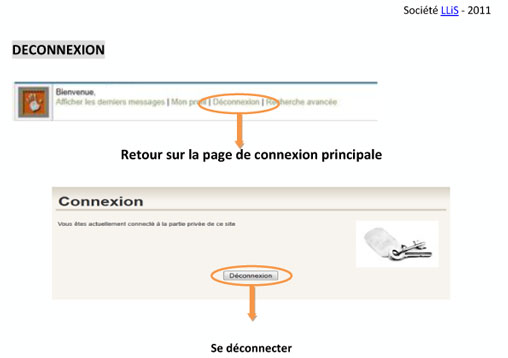 Société LLiS - 2011
DECONNEXION
Bienvenue,
Afficher les derniers messages | Mon profil | Déconnexion | Recherche avancée
Retour sur la page de connexion principale
Connexion
Vous êtes actuellement connecté à la partie privée de ce site
Déconnexion
Se déconnecter